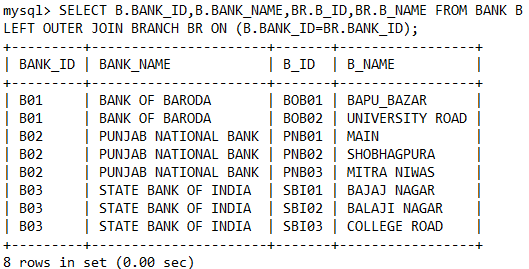 mysql> SELECT B.BANK_ID,B.BANK_NAME,BR.B_ID,BR.B_NAME FROM BANK B
LEFT OUTER JOIN BRANCH BR ON (B.BANK_ID=BR.BANK_ID);
+---------+----------------------+-------+-----------------+
| BANK_ID | BANK_NAME            | B_ID  | B_NAME          |
+---------+----------------------+-------+-----------------+
| B01     | BANK OF BARODA       | BOB01 | BAPU_BAZAR      |
| B01     | BANK OF BARODA       | BOB02 | UNIVERSITY ROAD |
| B02     | PUNJAB NATIONAL BANK | PNB01 | MAIN            |
| B02     | PUNJAB NATIONAL BANK | PNB02 | SHOBHAGPURA     |
| B02     | PUNJAB NATIONAL BANK | PNB03 | MITRA NIWAS     |
| B03     | STATE BANK OF INDIA  | SBI01 | BAJAJ NAGAR     |
| B03     | STATE BANK OF INDIA  | SBI02 | BALAJI NAGAR    |
| B03     | STATE BANK OF INDIA  | SBI03 | COLLEGE ROAD    |
+---------+----------------------+-------+-----------------+
8 rows in set (0.00 sec)